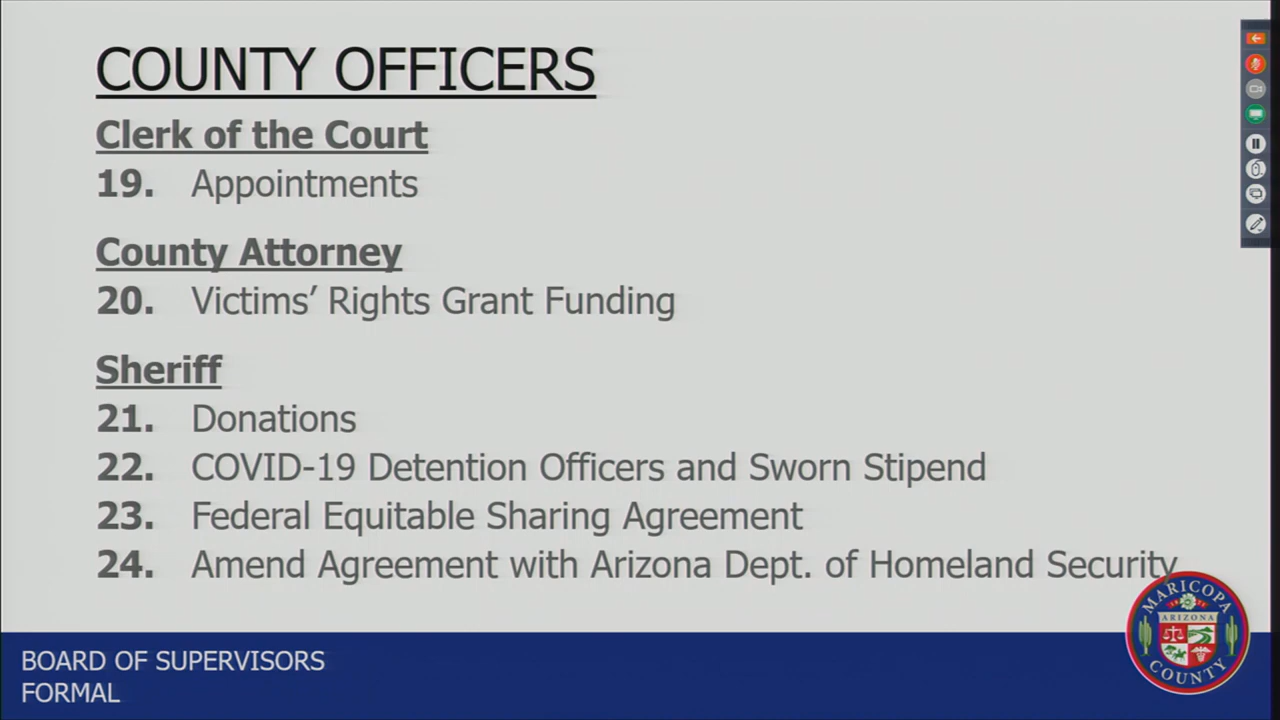 COUNTY OFFICERS
Clerk of the Court
19. Appointments
County Attorney
20. Victims’ Rights Grant Funding
Sheriff
21. Donations
22. COVID-19 Detention Officers and Sworn Stipend
23. Federal Equitable Sharing Agreement
24. Amend Agreement with Arizona Dept. of Homeland Security
MARICOPA
ARIZONA
COUNTY
BOARD OF SUPERVISORS
FORMAL